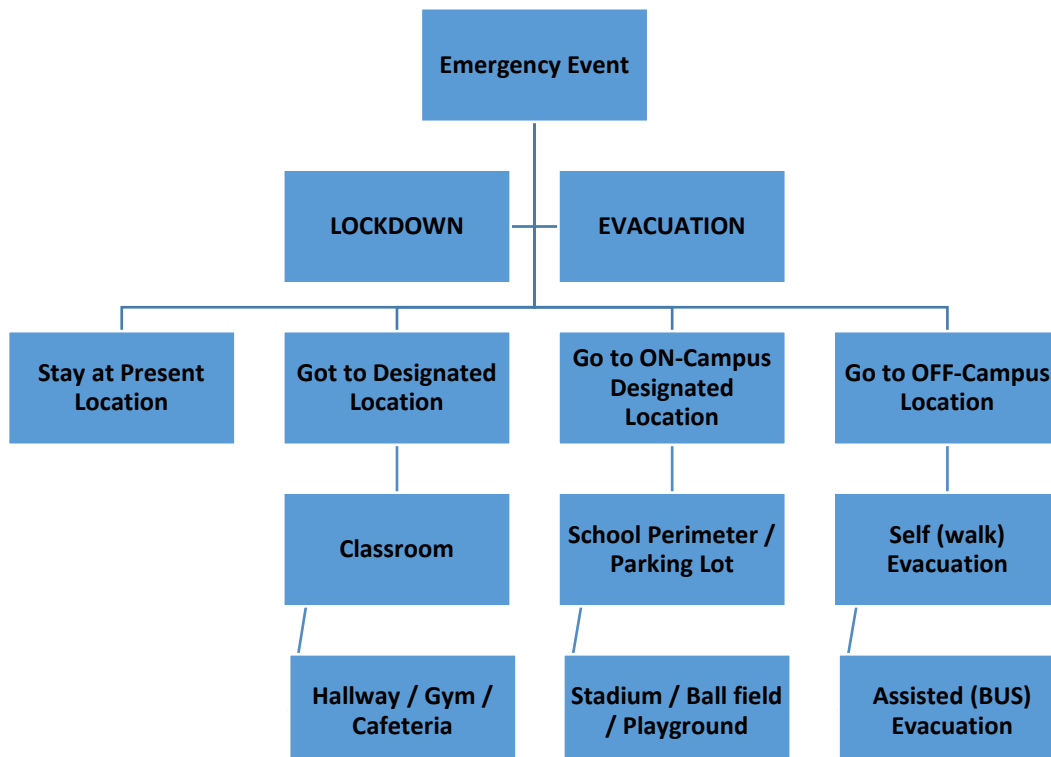 Emergency Event
LOCKDOWN
EVACUATION
Stay at Present
Location
Got to Designated
Location
Go to ON-Campus
Designated
Location
Go to OFF-Campus
Location
Classroom
School Perimeter /
Parking Lot
Self (walk)
Evacuation
Hallway / Gym /
Cafeteria
Stadium / Ball field
/ Playground
Assisted (BUS)
Evacuation